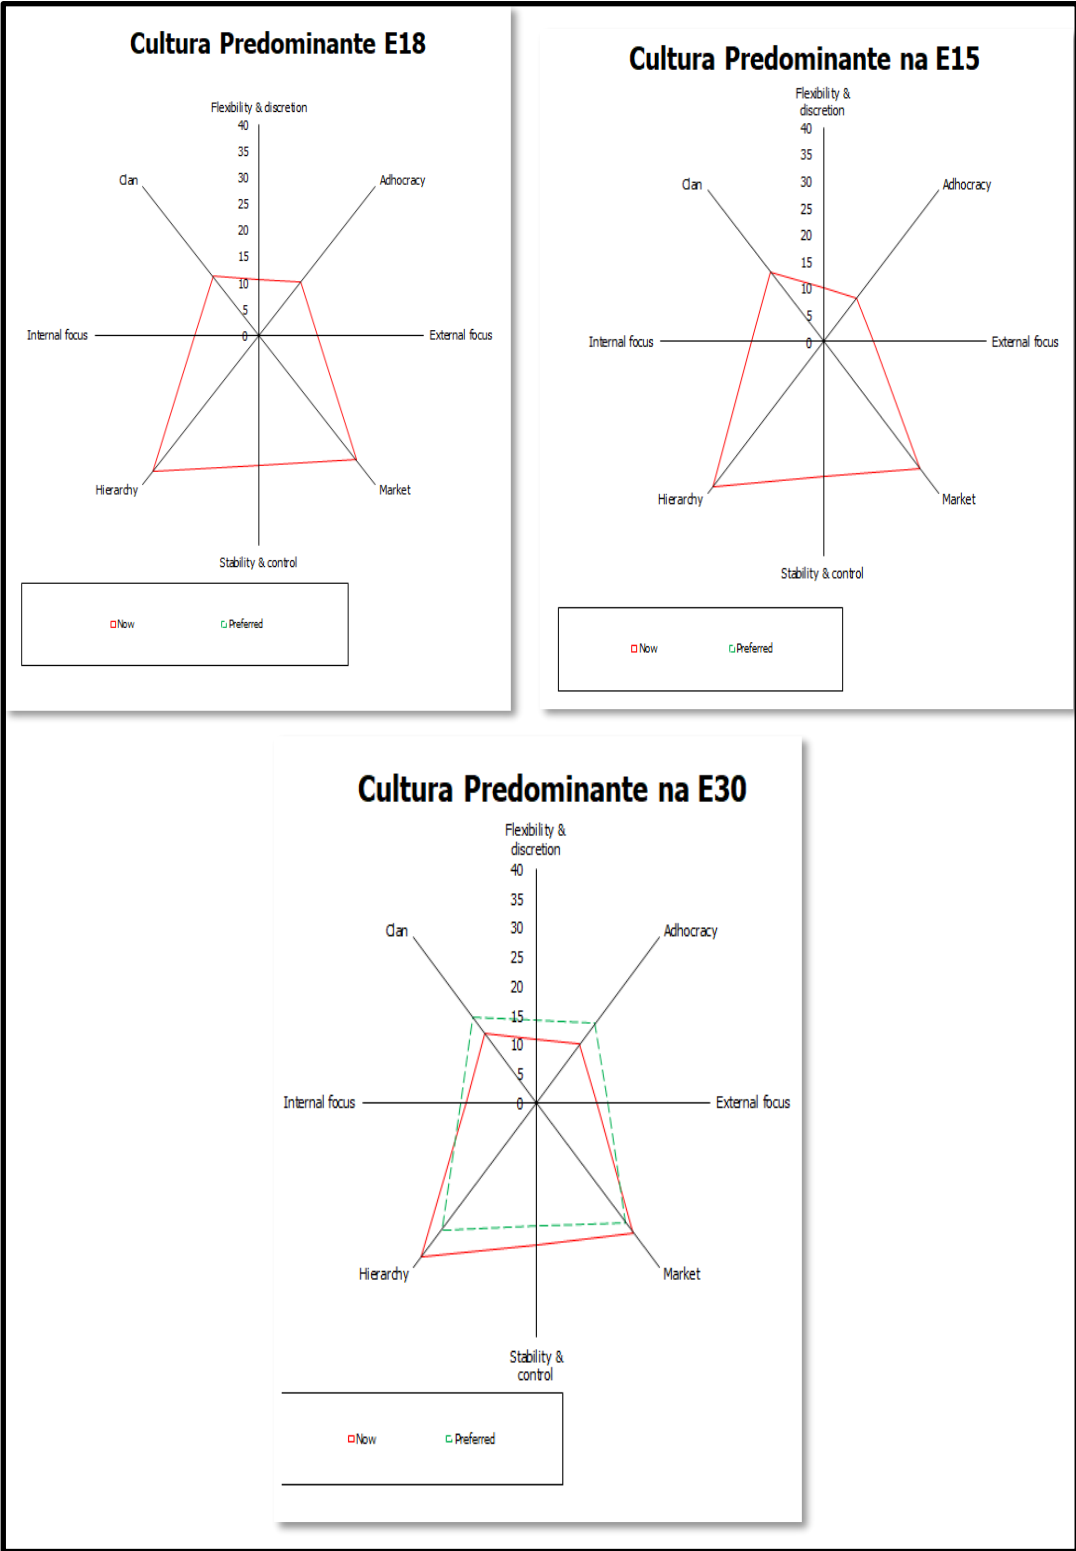 Cultura Predominante E18
Flexibility & discretion
40
35
30
25
20
15
10
5
0
Clan
Adhocracy
Internal focus
External focus
Hierarchy
Market
Stability & control
Now
Preferred
Cultura Predominante na E15
Flexibility &
discretion
40
35
30
25
20
15
10
5
0
Clan
Adhocracy
Internal focus
External focus
Hierarchy
Market
Stability & control
Now
Preferred
Cultura Predominante na E30
Flexibility &
discretion
40
35
30
25
20
15
10
5
0
Clan
Adhocracy
Internal focus
External focus
Hierarchy
Market
Stability &
control
Now
Preferred